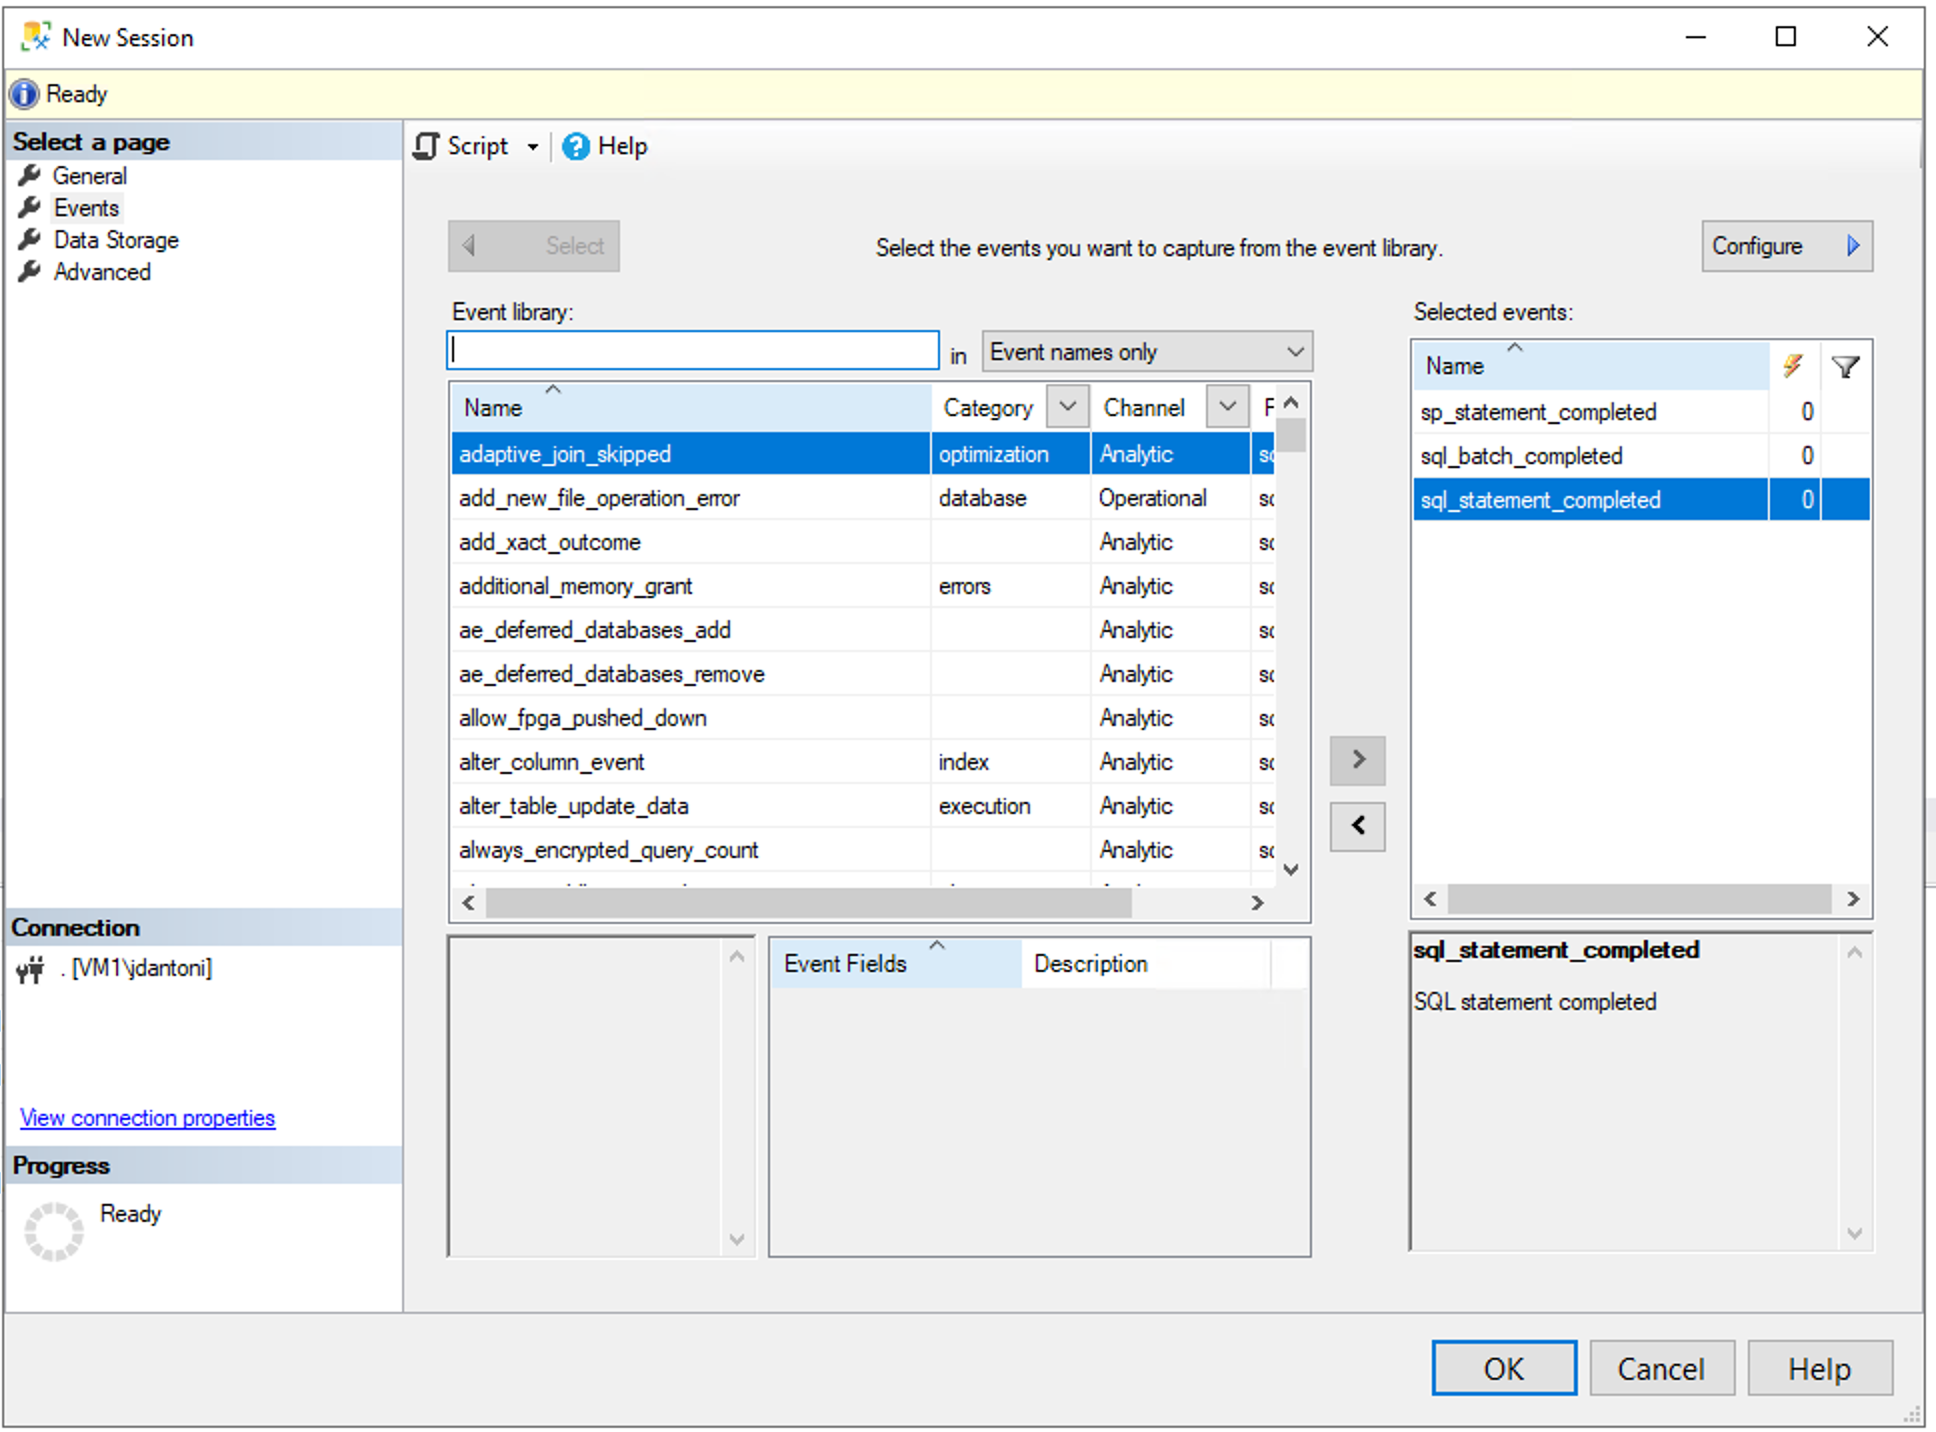 New Session
Ready
Select a page
General
Events
Data Storage
Advanced
Script
Help
Select
Select the events you want to capture from the event library.
Configure
Event library:
in
Event names only
Name Category Channel
adaptive_join_skipped optimization Analytic
add_new_file_operation_error database Operational
add_xact_outcome Analytic
additional_memory_grant errors Analytic
ae_deferred_databases_add Analytic
ae_deferred_databases_remove Analytic
allow_fpga_pushed_down Analytic
alter_column_event index Analytic
alter_table_update_data execution Analytic
always_encrypted_query_count Analytic
Selected events:
Name
sp_statement_completed 0
sql_batch_completed 0
sql_statement_completed 0
Event Fields Description
sql_statement_completed
SQL statement completed
Connection
. [VM1\jdantoni]
View connection properties
Progress
Ready
OK
Cancel
Help